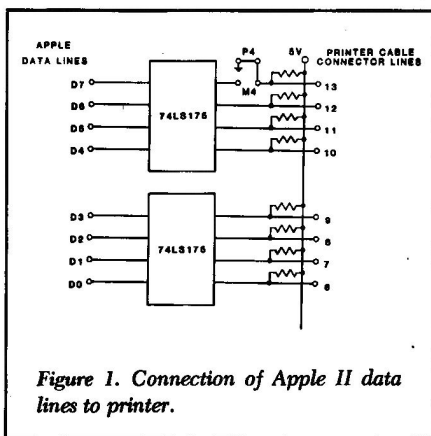 APPLE
DATA LINES
P4
5V
PRINTER CABLE
CONNECTOR LINES
D7
M4
13
D6
12
74LS175
D5
11
D4
10
D3
9
D2
8
74LS175
D1
7
D0
6
Figure 1. Connection of Apple II data
lines to printer.